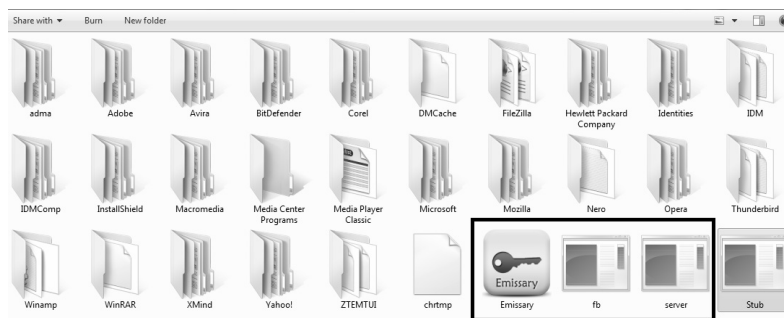 Share with Burn New folder
adma Adobe Avira BitDefender Corel DMCache FileZilla Hewlett Packard Company Identities IDM
IDMComp InstallShield Macromedia Media Center Programs Media Player Classic Microsoft Mozilla Nero Opera Thunderbird
Emissary
Winamp WinRAR XMind Yahoo! ZTEMTUI chrtmp Emissary fb server Stub